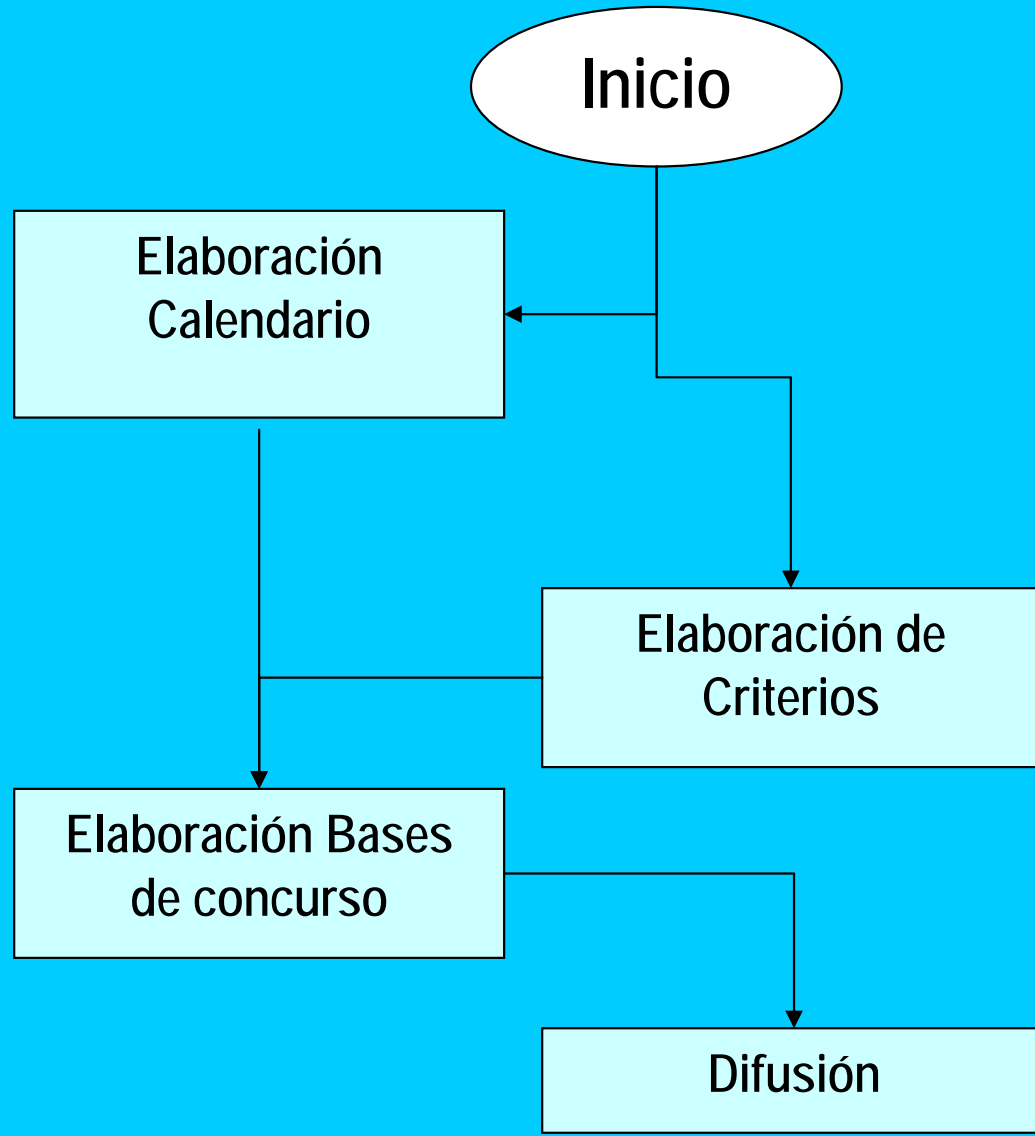 Inicio
Elaboración
Calendario
Elaboración de
Criterios
Elaboración Bases
de concurso
Difusión